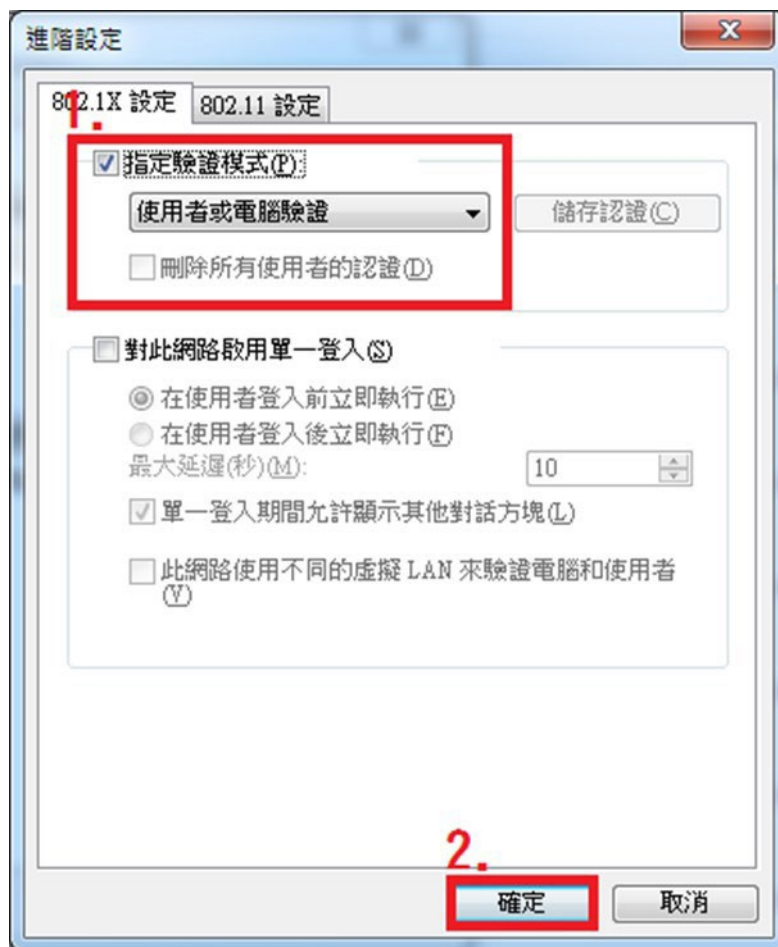 進階設定
802.1X 設定
802.11 設定
1.
指定驗證模式(P):
使用者或電腦驗證
儲存認證(C)
刪除所有使用者的認證(D)
對此網路啟用單一登入(S)
在使用者登入前立即執行(E)
在使用者登入後立即執行(F)
最大延遲(秒)(M):
10
單一登入期間允許顯示其他對話方塊(L)
此網路使用不同的虛擬 LAN 來驗證電腦和使用者
(V)
2.
確定
取消